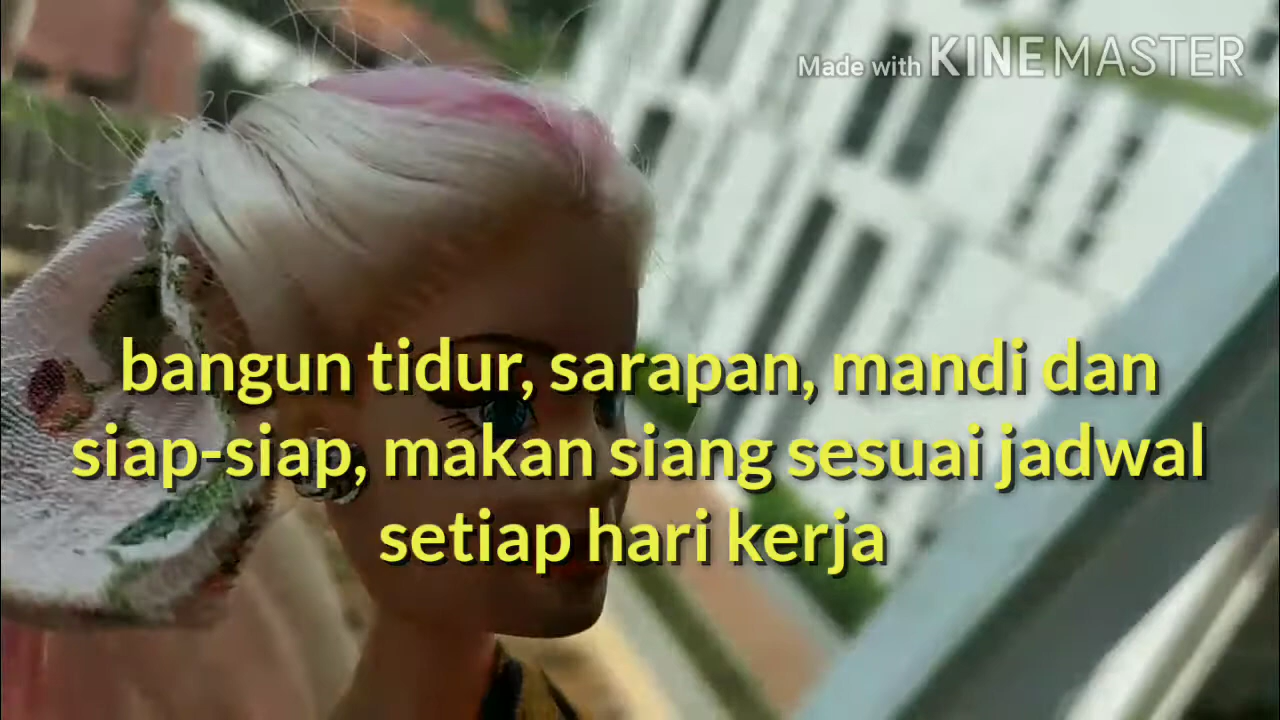 Made with KINEMASTER
bangun tidur, sarapan, mandi dan
siap-siap, makan siang sesuai jadwal
setiap hari kerja